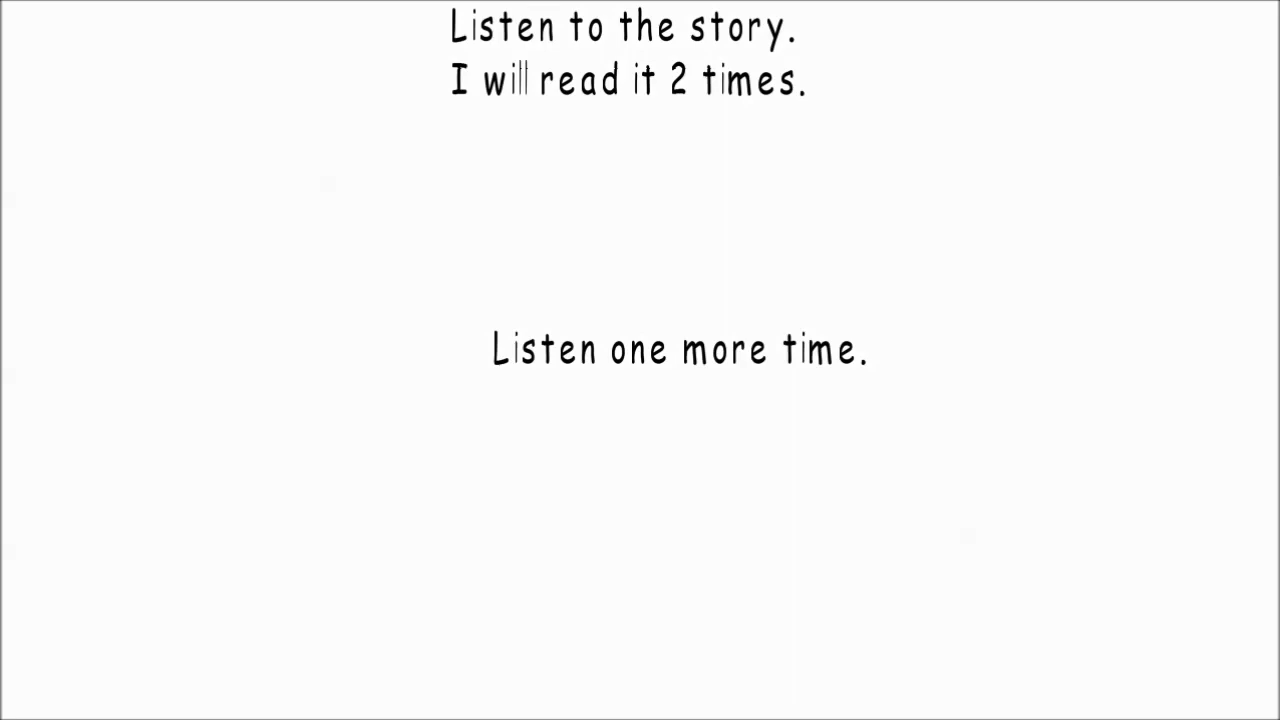 Listen to the story.
I will read it 2 times.
Listen one more time.